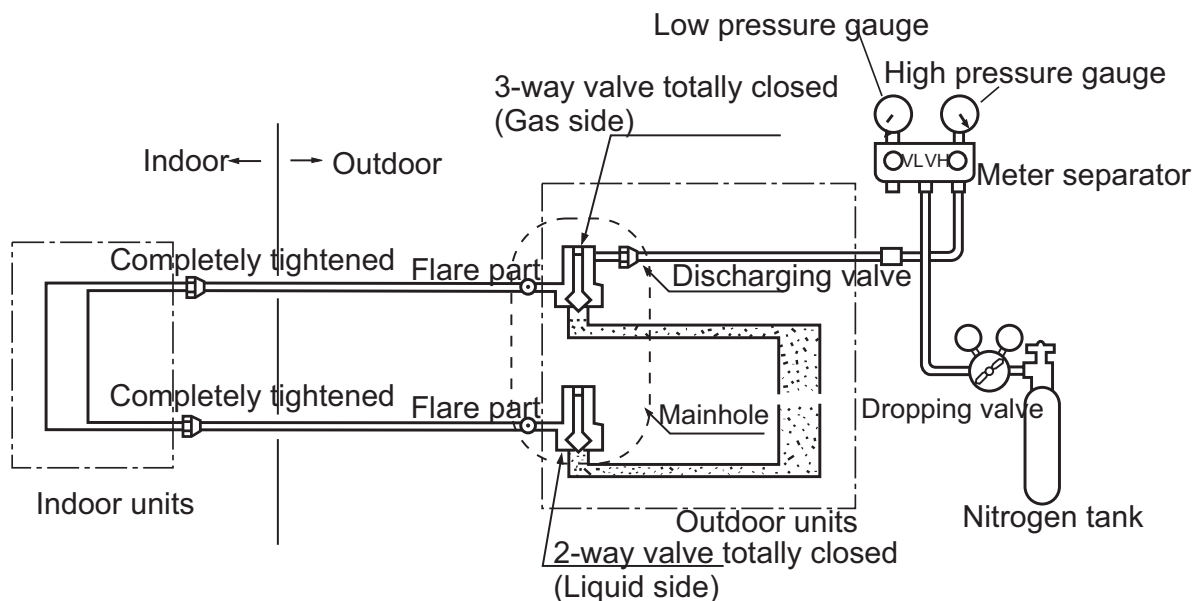 Low pressure gauge
High pressure gauge
3-way valve totally closed
(Gas side)
Indoor
Outdoor
VL VH
Meter separator
Completely tightened
Flare part
Discharging valve
Completely tightened
Flare part
Mainhole
Dropping valve
Indoor units
Outdoor units
Nitrogen tank
2-way valve totally closed
(Liquid side)